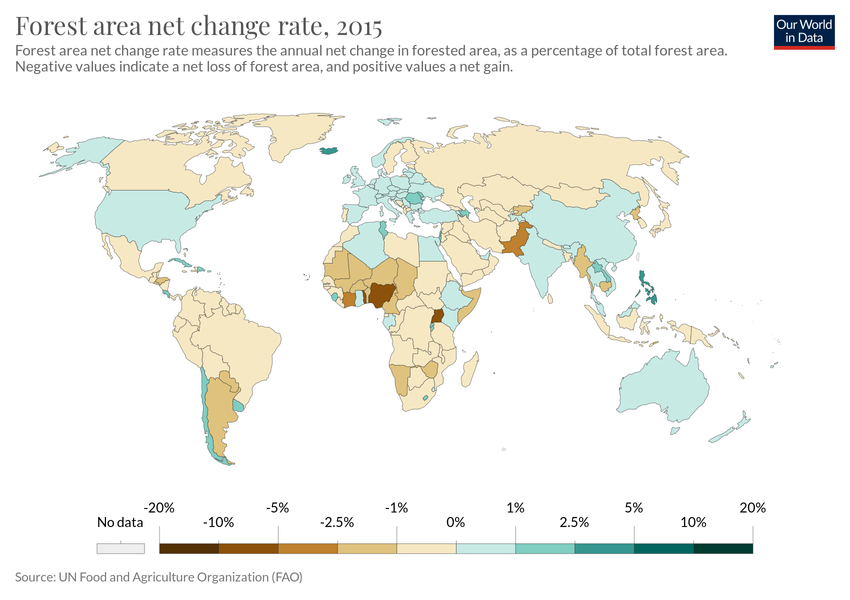 Forest area net change rate, 2015
Our World
in Data
Forest area net change rate measures the annual net change in forested area, as a percentage of total forest area.
Negative values indicate a net loss of forest area, and positive values a net gain.
-20% -5% -1% 1% 5% 20%
No data -10% -2.5% 0% 2.5% 10%
Source: UN Food and Agriculture Organization (FAO)